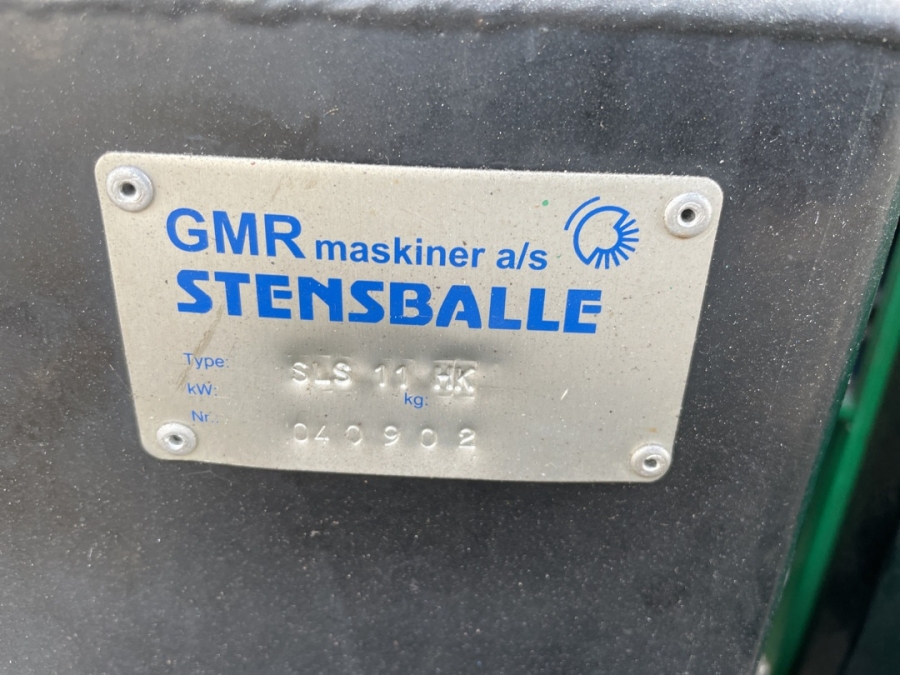 GMR maskiner a/s
STENSBALLE
Type: SLS 11 HK
kW: kg:
Nr. 040902